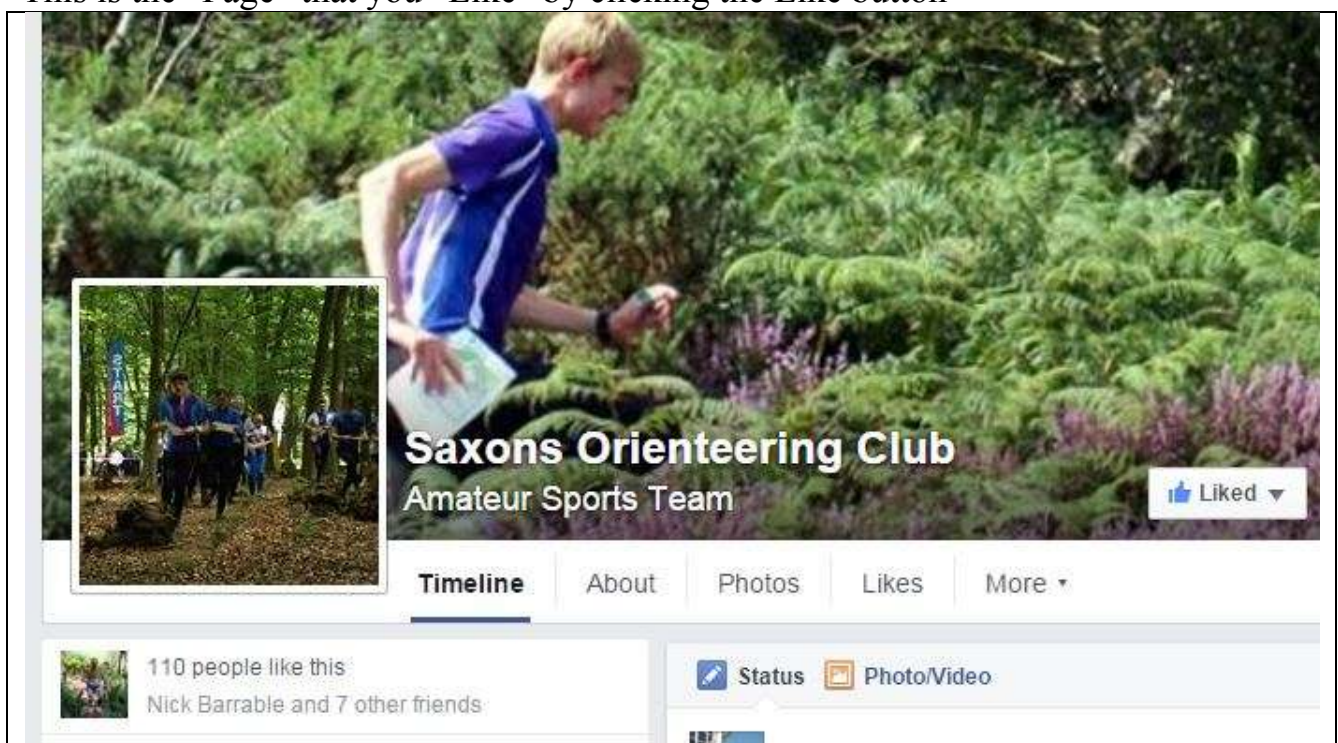 This is the "Page" that you "Like" by clicking the Like button
START
Saxons Orienteering Club
Amateur Sports Team
Liked
Timeline About Photos Likes More
110 people like this
Nick Barrable and 7 other friends
Status Photo/Video